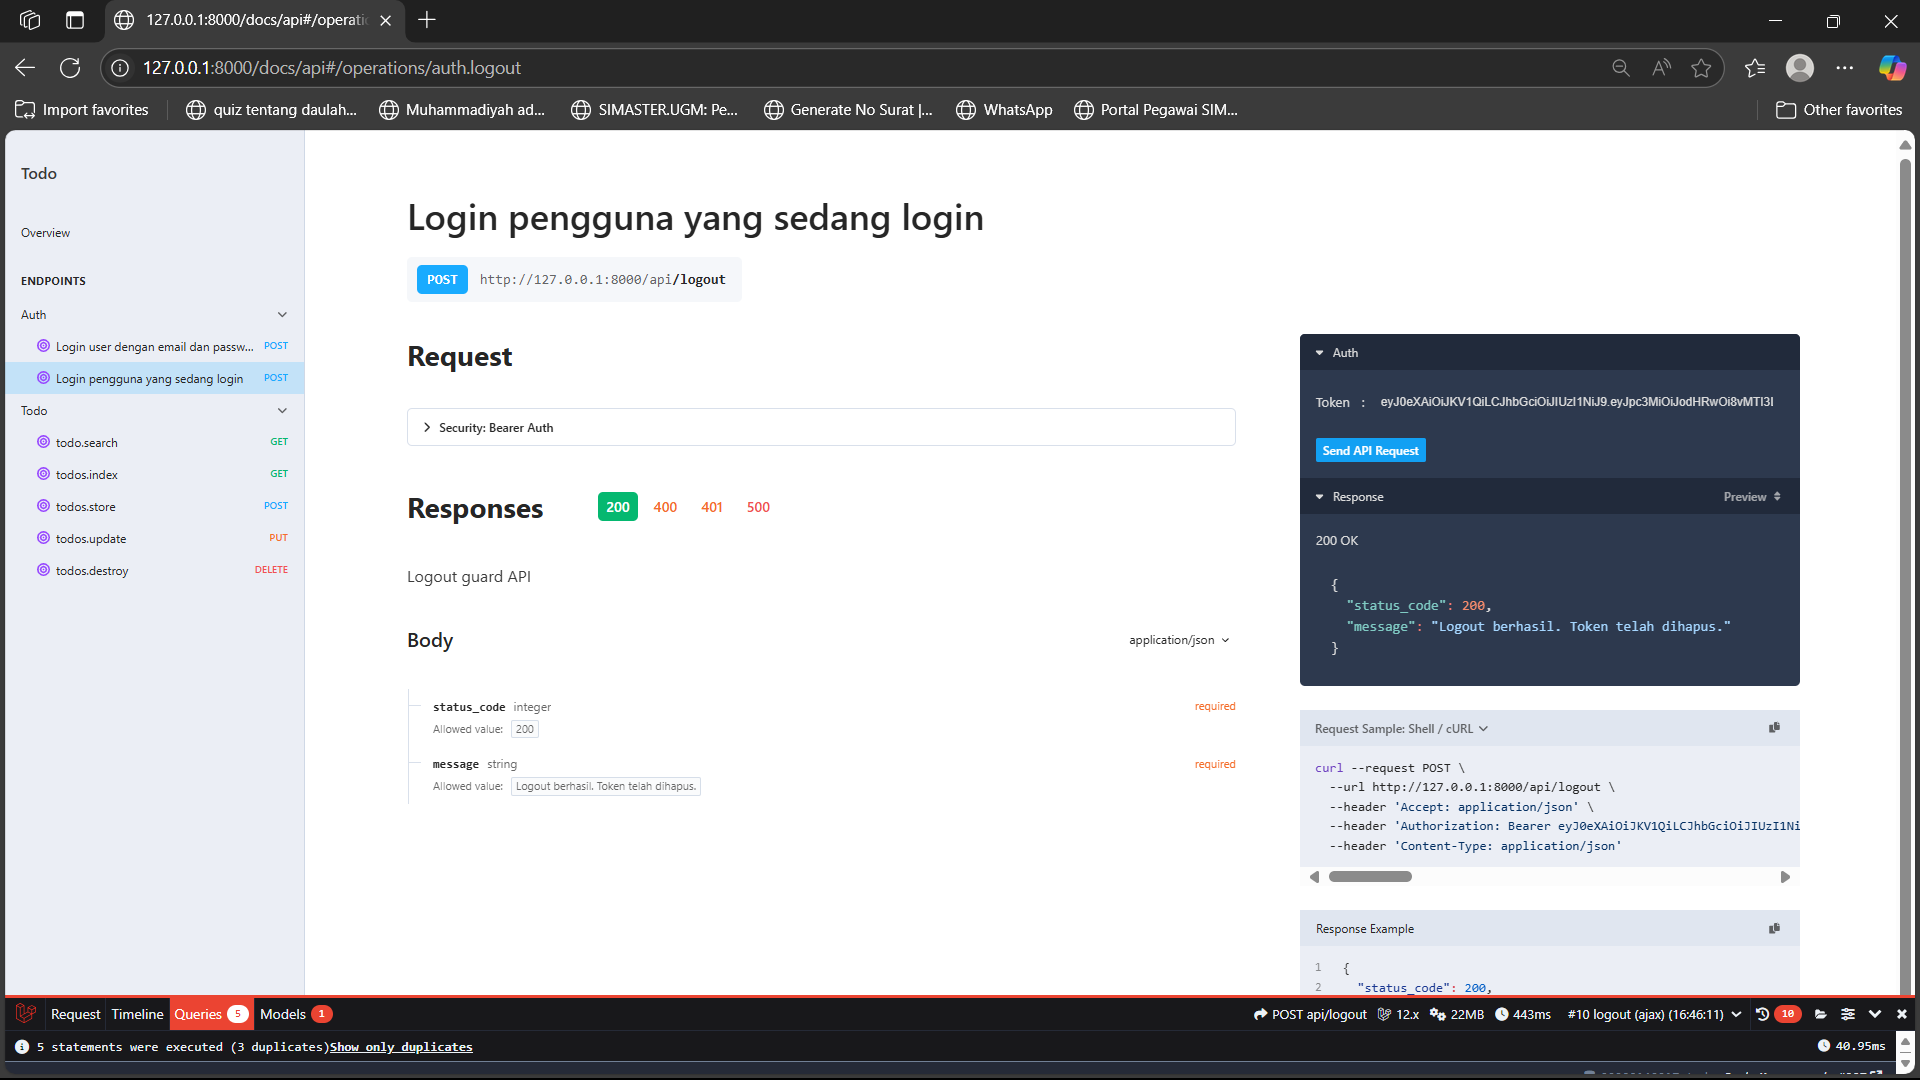 127.0.0.1:8000/docs/api#/operatic
127.0.0.1:8000/docs/api#/operations/auth.logout
Import favorites
quiz tentang daulah...
Muhammadiyah ad...
SIMASTER.UGM: Pe...
Generate No Surat |...
WhatsApp
Portal Pegawai SIM...
Other favorites
Todo
Overview
ENDPOINTS
Auth
Login user dengan email dan passw... POST
Login pengguna yang sedang login POST
Todo
todo.search GET
todos.index GET
todos.store POST
todos.update PUT
todos.destroy DELETE
Login pengguna yang sedang login
POST http://127.0.0.1:8000/api/logout
Request
Security: Bearer Auth
Responses 200 400 401 500
Logout guard API
Body application/json
status_code integer required
Allowed value: 200
message string required
Allowed value: Logout berhasil. Token telah dihapus.
Auth
Token : eyJ0eXAiOiJKV1QiLCJhbGciOiJIUzI1NiJ9.eyJpc3MiOiJodHRwOi8vMTI3I
Send API Request
Response Preview
200 OK
{
"status_code": 200,
"message": "Logout berhasil. Token telah dihapus."
}
Request Sample: Shell / cURL
curl --request POST \
--url http://127.0.0.1:8000/api/logout \
--header 'Accept: application/json' \
--header 'Authorization: Bearer eyJ0eXAiOiJKV1QiLCJhbGciOiJIUzI1Ni
--header 'Content-Type: application/json'
Response Example
1 {
2 "status_code": 200,
Request Timeline Queries 5 Models 1
POST api/logout 12.x 22MB 443ms #10 logout (ajax) (16:46:11) 10
5 statements were executed (3 duplicates)Show only duplicates
40.95ms